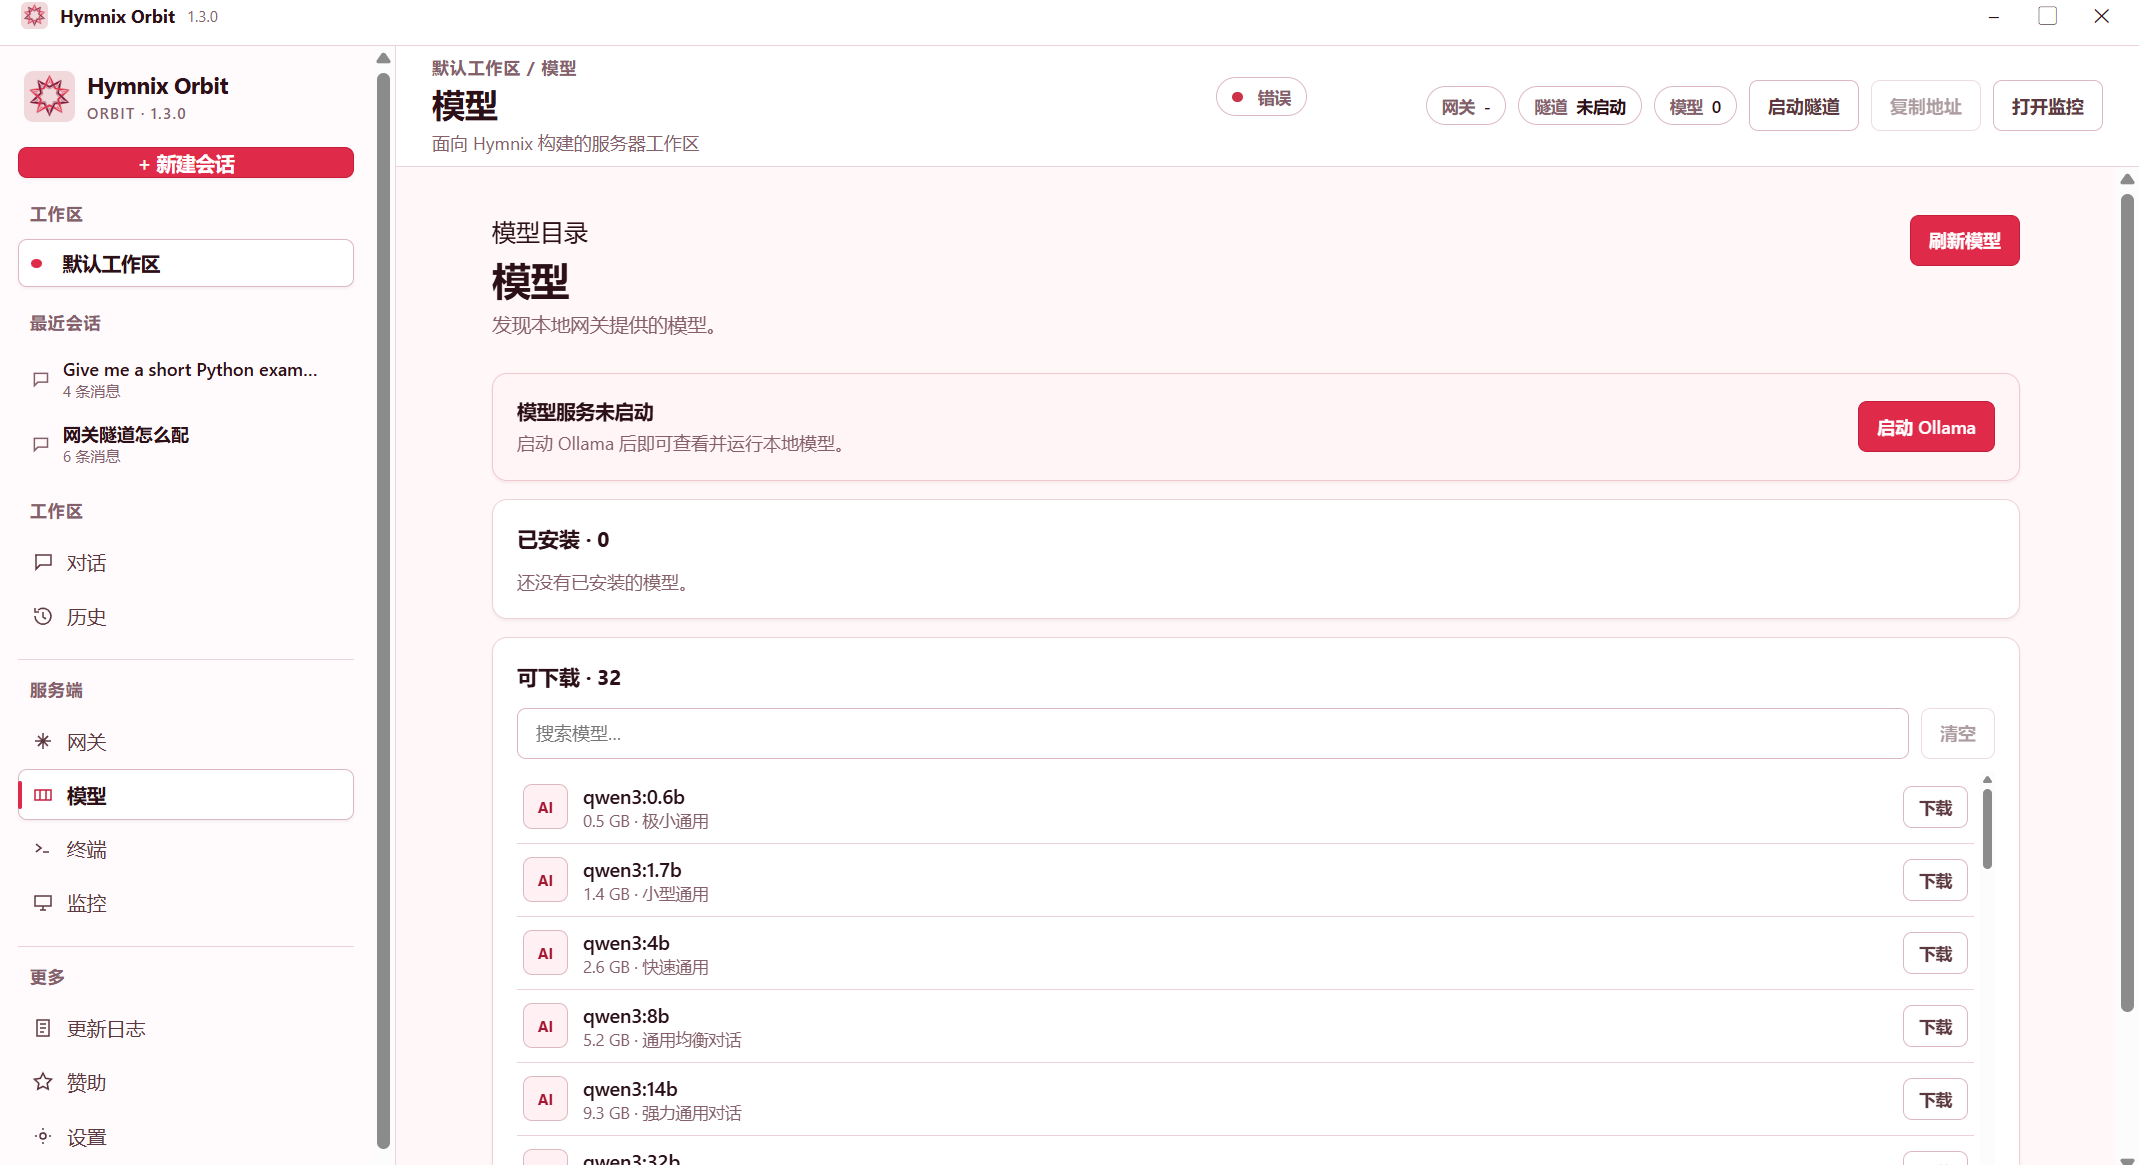 Hymnix Orbit 1.3.0
Hymnix Orbit
ORBIT · 1.3.0
+ 新建会话
工作区
默认工作区
最近会话
Give me a short Python exam...
4 条消息
网关隧道怎么配
6 条消息
工作区
对话
历史
服务端
网关
模型
终端
监控
更多
更新日志
赞助
设置
默认工作区 / 模型
模型
面向 Hymnix 构建的服务器工作区
错误
网关 -
隧道 未启动
模型 0
启动隧道
复制地址
打开监控
模型目录
模型
发现本地网关提供的模型。
刷新模型
模型服务未启动
启动 Ollama 后即可查看并运行本地模型。
启动 Ollama
已安装 · 0
还没有已安装的模型。
可下载 · 32
搜索模型...
清空
AI
qwen3:0.6b
0.5 GB · 极小通用
下载
AI
qwen3:1.7b
1.4 GB · 小型通用
下载
AI
qwen3:4b
2.6 GB · 快速通用
下载
AI
qwen3:8b
5.2 GB · 通用均衡对话
下载
AI
qwen3:14b
9.3 GB · 强力通用对话
下载
qwen3:32b
下载